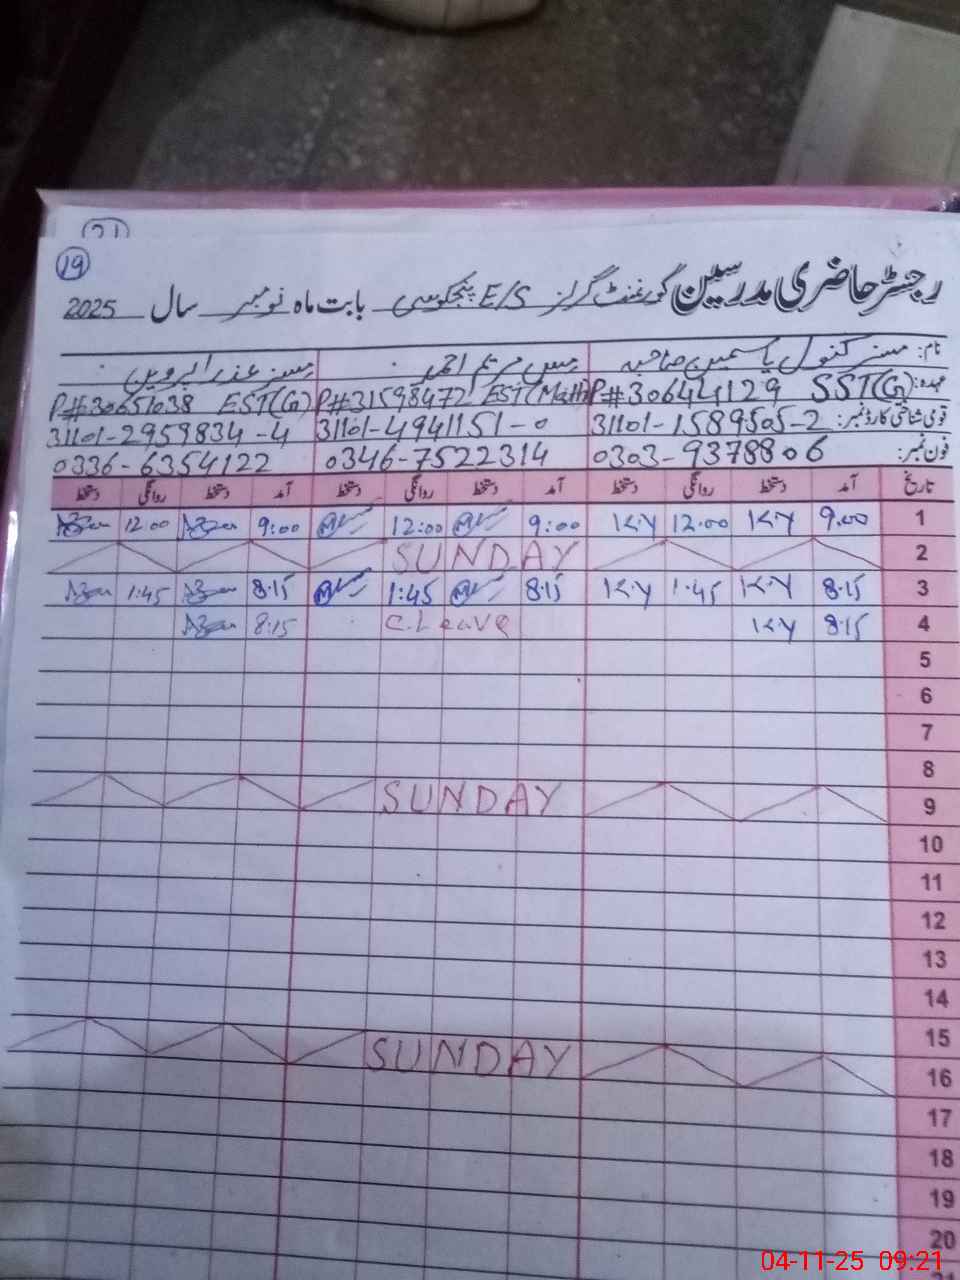 21
19
رجسٹر حاضری مدرسین گورنمنٹ گرلز E/S پنجکوسی بابت ماہ نومبر سال 2025
نام: مسز کنول یاسمین صاحبہ مس مریم احمد مسز عذرا پروین
عہدہ: P#30644129 SST(G) P#31598472 EST(Math) P#30651038 EST(G)
قومی شناختی کارڈ نمبر: 31101-1589505-2 31101-4941151-0 31101-2959834-4
فون نمبر: 0303-9378806 0346-7522314 0336-6354122
تاریخ آمد دستخط روانگی دستخط آمد دستخط روانگی دستخط آمد دستخط روانگی دستخط
1 9:00 K.Y 12:00 K.Y 9:00 12:00 9:00 12:00
2 SUNDAY
3 8:15 K.Y 1:45 K.Y 8:15 1:45 8:15 1:45
4 8:15 K.Y C.Leave 8:15
5
6
7
8
9 SUNDAY
10
11
12
13
14
15
16 SUNDAY
17
18
19
20
04-11-25 09:21